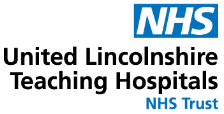 NHS
United Lincolnshire
Teaching Hospitals
NHS Trust